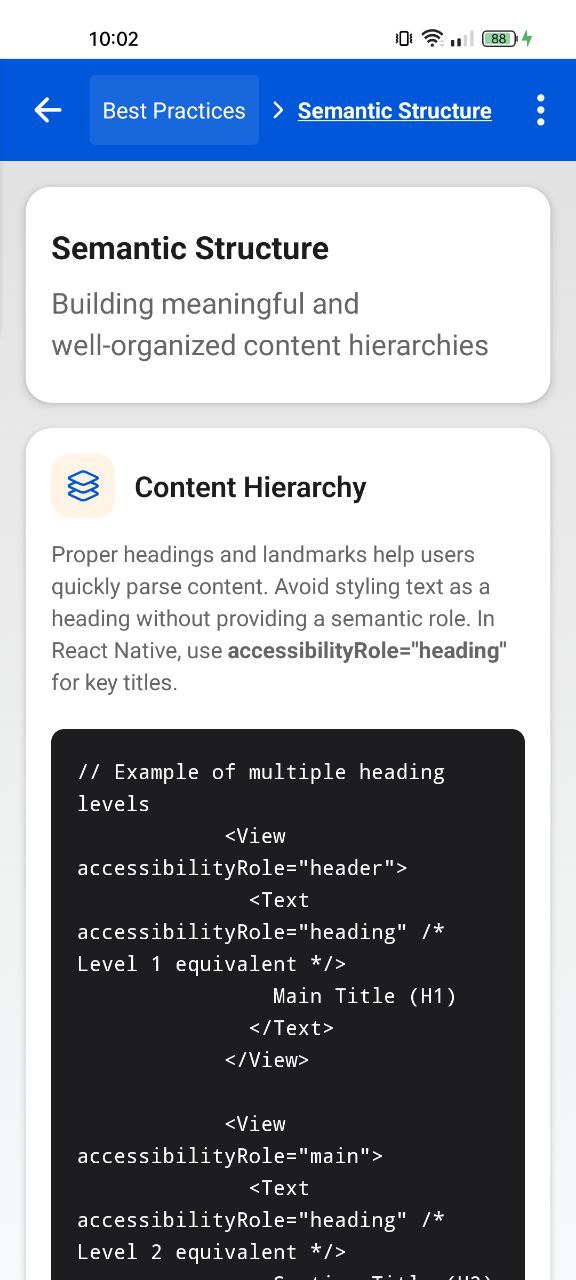 10:02
88
Best Practices > Semantic Structure
Semantic Structure
Building meaningful and
well-organized content hierarchies
Content Hierarchy
Proper headings and landmarks help users
quickly parse content. Avoid styling text as a
heading without providing a semantic role. In
React Native, use accessibilityRole="heading"
for key titles.
// Example of multiple heading
levels
<View
accessibilityRole="header">
<Text
accessibilityRole="heading" /*
Level 1 equivalent */>
Main Title (H1)
</Text>
</View>
<View
accessibilityRole="main">
<Text
accessibilityRole="heading" /*
Level 2 equivalent */>